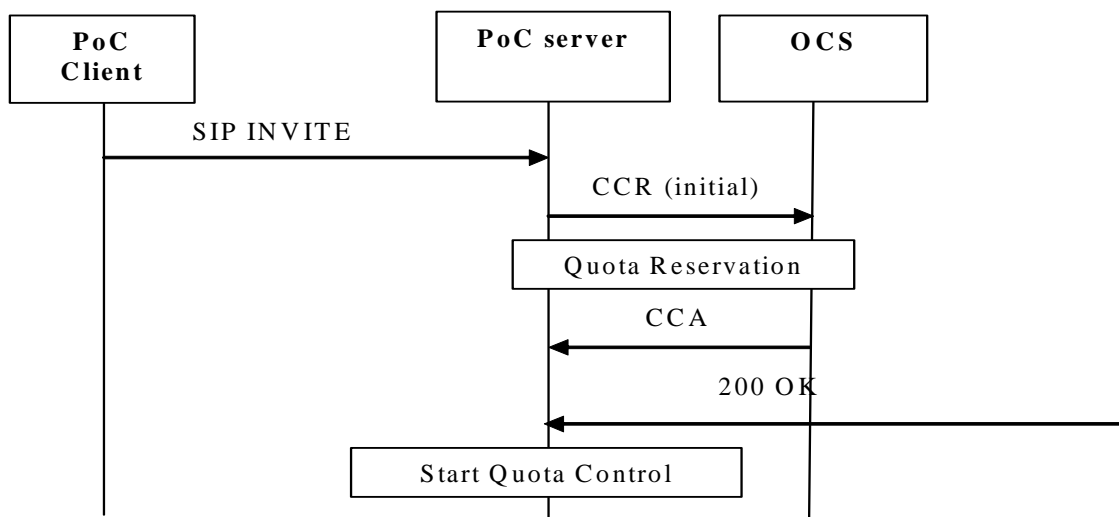 PoC
Client
PoC server
OCS
SIP INVITE
CCR (initial)
Quota Reservation
CCA
200 OK
Start Quota Control